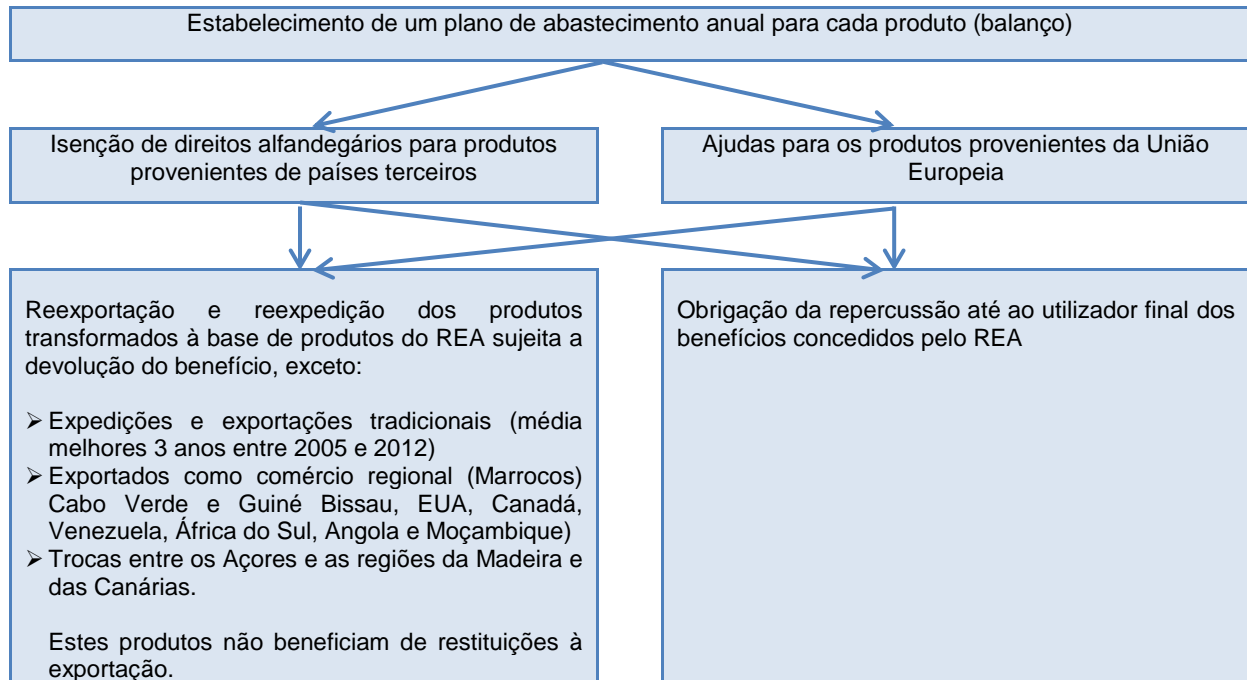 Estabelecimento de um plano de abastecimento anual para cada produto (balanço)
Isenção de direitos alfandegários para produtos
provenientes de países terceiros
Ajudas para os produtos provenientes da União
Europeia
Reexportação e reexpedição dos produtos
transformados à base de produtos do REA sujeita a
devolução do benefício, exceto:
➢ Expedições e exportações tradicionais (média
melhores 3 anos entre 2005 e 2012)
➢ Exportados como comércio regional (Marrocos)
Cabo Verde e Guiné Bissau, EUA, Canadá,
Venezuela, África do Sul, Angola e Moçambique)
➢ Trocas entre os Açores e as regiões da Madeira e
das Canárias.
Estes produtos não beneficiam de restituições à
exportação.
Obrigação da repercussão até ao utilizador final dos
benefícios concedidos pelo REA